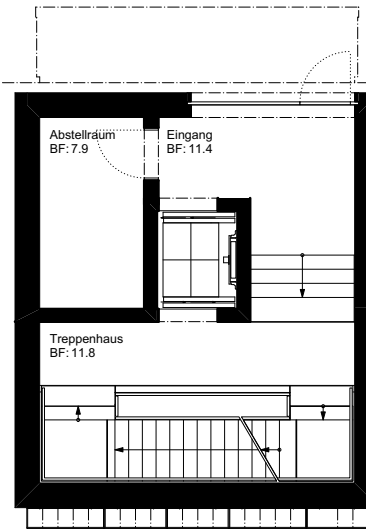 Abstellraum
BF: 7.9
Eingang
BF: 11.4
Treppenhaus
BF: 11.8